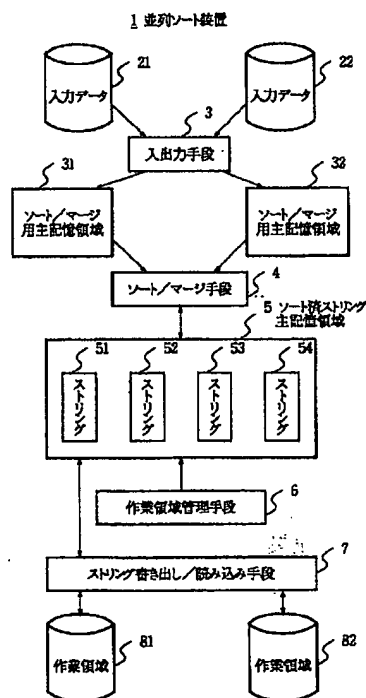 1 並列ソート装置
21
22
入力データ
入力データ
3
入出力手段
31
32
ソート/マージ
用主記憶領域
ソート/マージ
用主記憶領域
4
ソート/マージ手段
5 ソート済ストリング
主記憶領域
51
52
53
54
ストリング
ストリング
ストリング
ストリング
6
作業領域管理手段
7
ストリング書き出し/読み込み手段
81
82
作業領域
作業領域